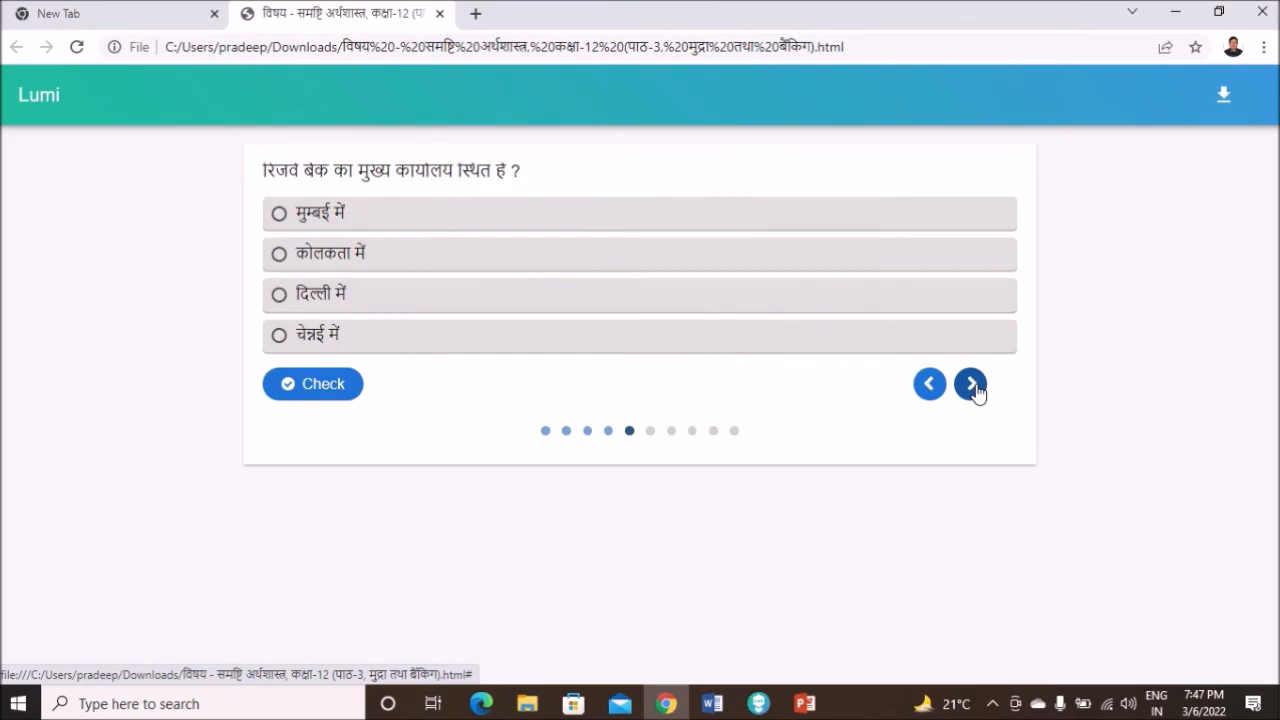 New Tab
विषय - समष्टि अर्थशास्त्र, कक्षा-12 (पा
File
C:/Users/pradeep/Downloads/विषय%20-%20समष्टि%20अर्थशास्त्र,%20कक्षा-12%20(पाठ-3,%20मुद्रा%20तथा%20बैंकिग).html
Lumi
रिजर्व बैंक का मुख्य कार्यालय स्थित है ?
मुम्बई में
कोलकता में
दिल्ली में
चेन्नई में
Check
file:///C:/Users/pradeep/Downloads/विषय - समष्टि अर्थशास्त्र, कक्षा-12 (पाठ-3, मुद्रा तथा बैंकिग).html#
Type here to search
21°C
ENG
IN
7:47 PM
3/6/2022